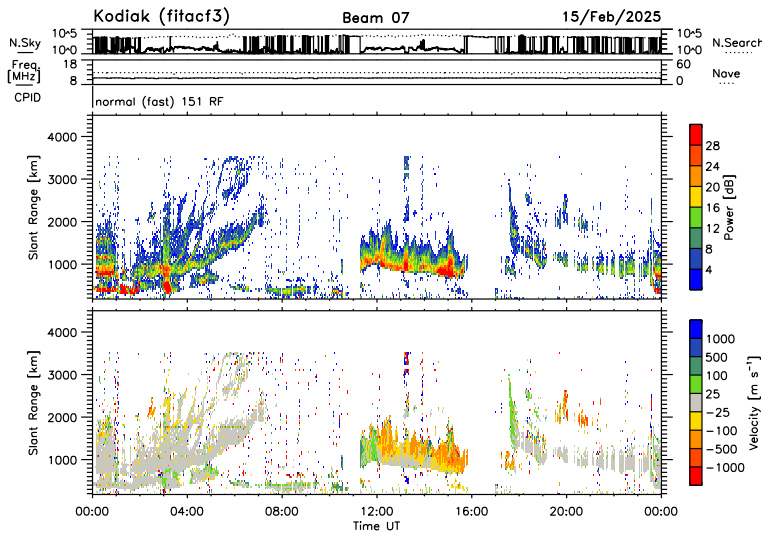 Kodiak (fitacf3) Beam 07 15/Feb/2025
N.Sky 10+5 10+0 10+5 10+0 N.Search
Freq. [MHz] 18 8 60 0 Nave
CPID normal (fast) 151 RF
Slant Range [km] 4000 3000 2000 1000
Power [dB] 28 24 20 16 12 8 4
Slant Range [km] 4000 3000 2000 1000
Velocity [m s⁻¹] 1000 500 100 25 -25 -100 -500 -1000
00:00 04:00 08:00 12:00 16:00 20:00 00:00
Time UT